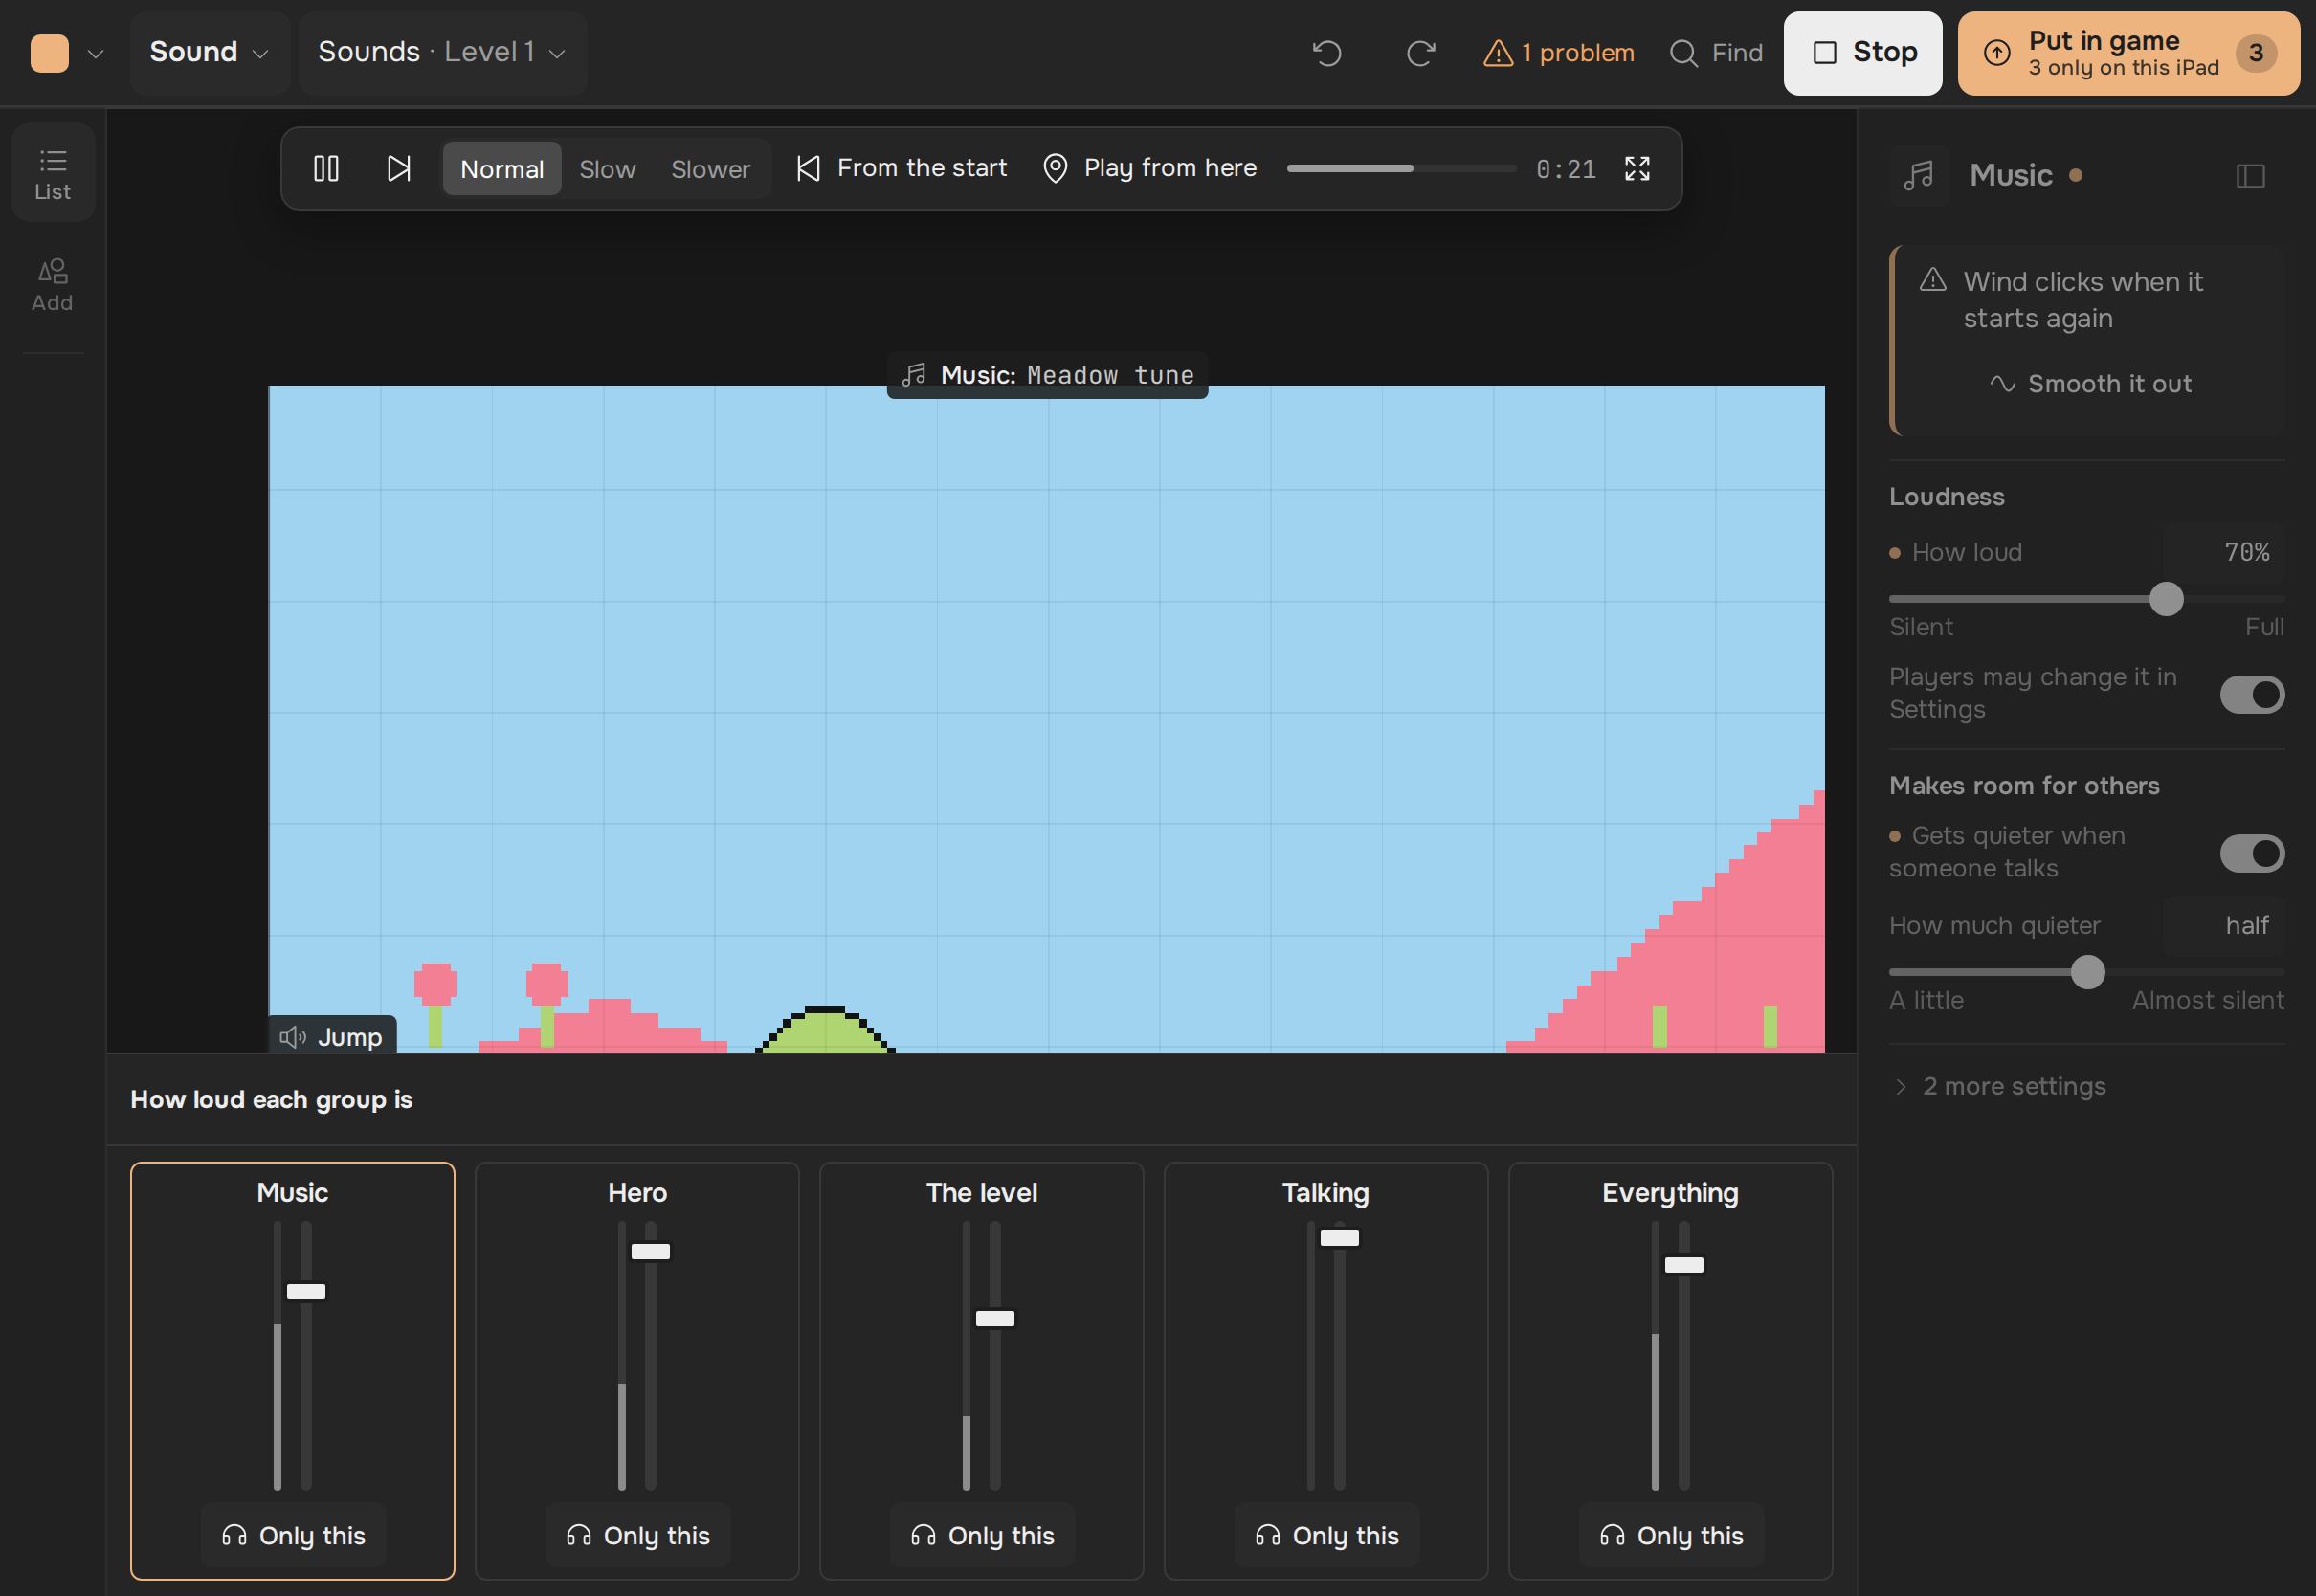 Sound
Sounds · Level 1
1 problem
Find
Stop
Put in game
3 only on this iPad
3
List
Add
Normal
Slow
Slower
From the start
Play from here
0:21
Music: Meadow tune
Jump
Music
Wind clicks when it
starts again
Smooth it out
Loudness
How loud
70%
Silent
Full
Players may change it in
Settings
Makes room for others
Gets quieter when
someone talks
How much quieter
half
A little
Almost silent
2 more settings
How loud each group is
Music
Hero
The level
Talking
Everything
Only this
Only this
Only this
Only this
Only this